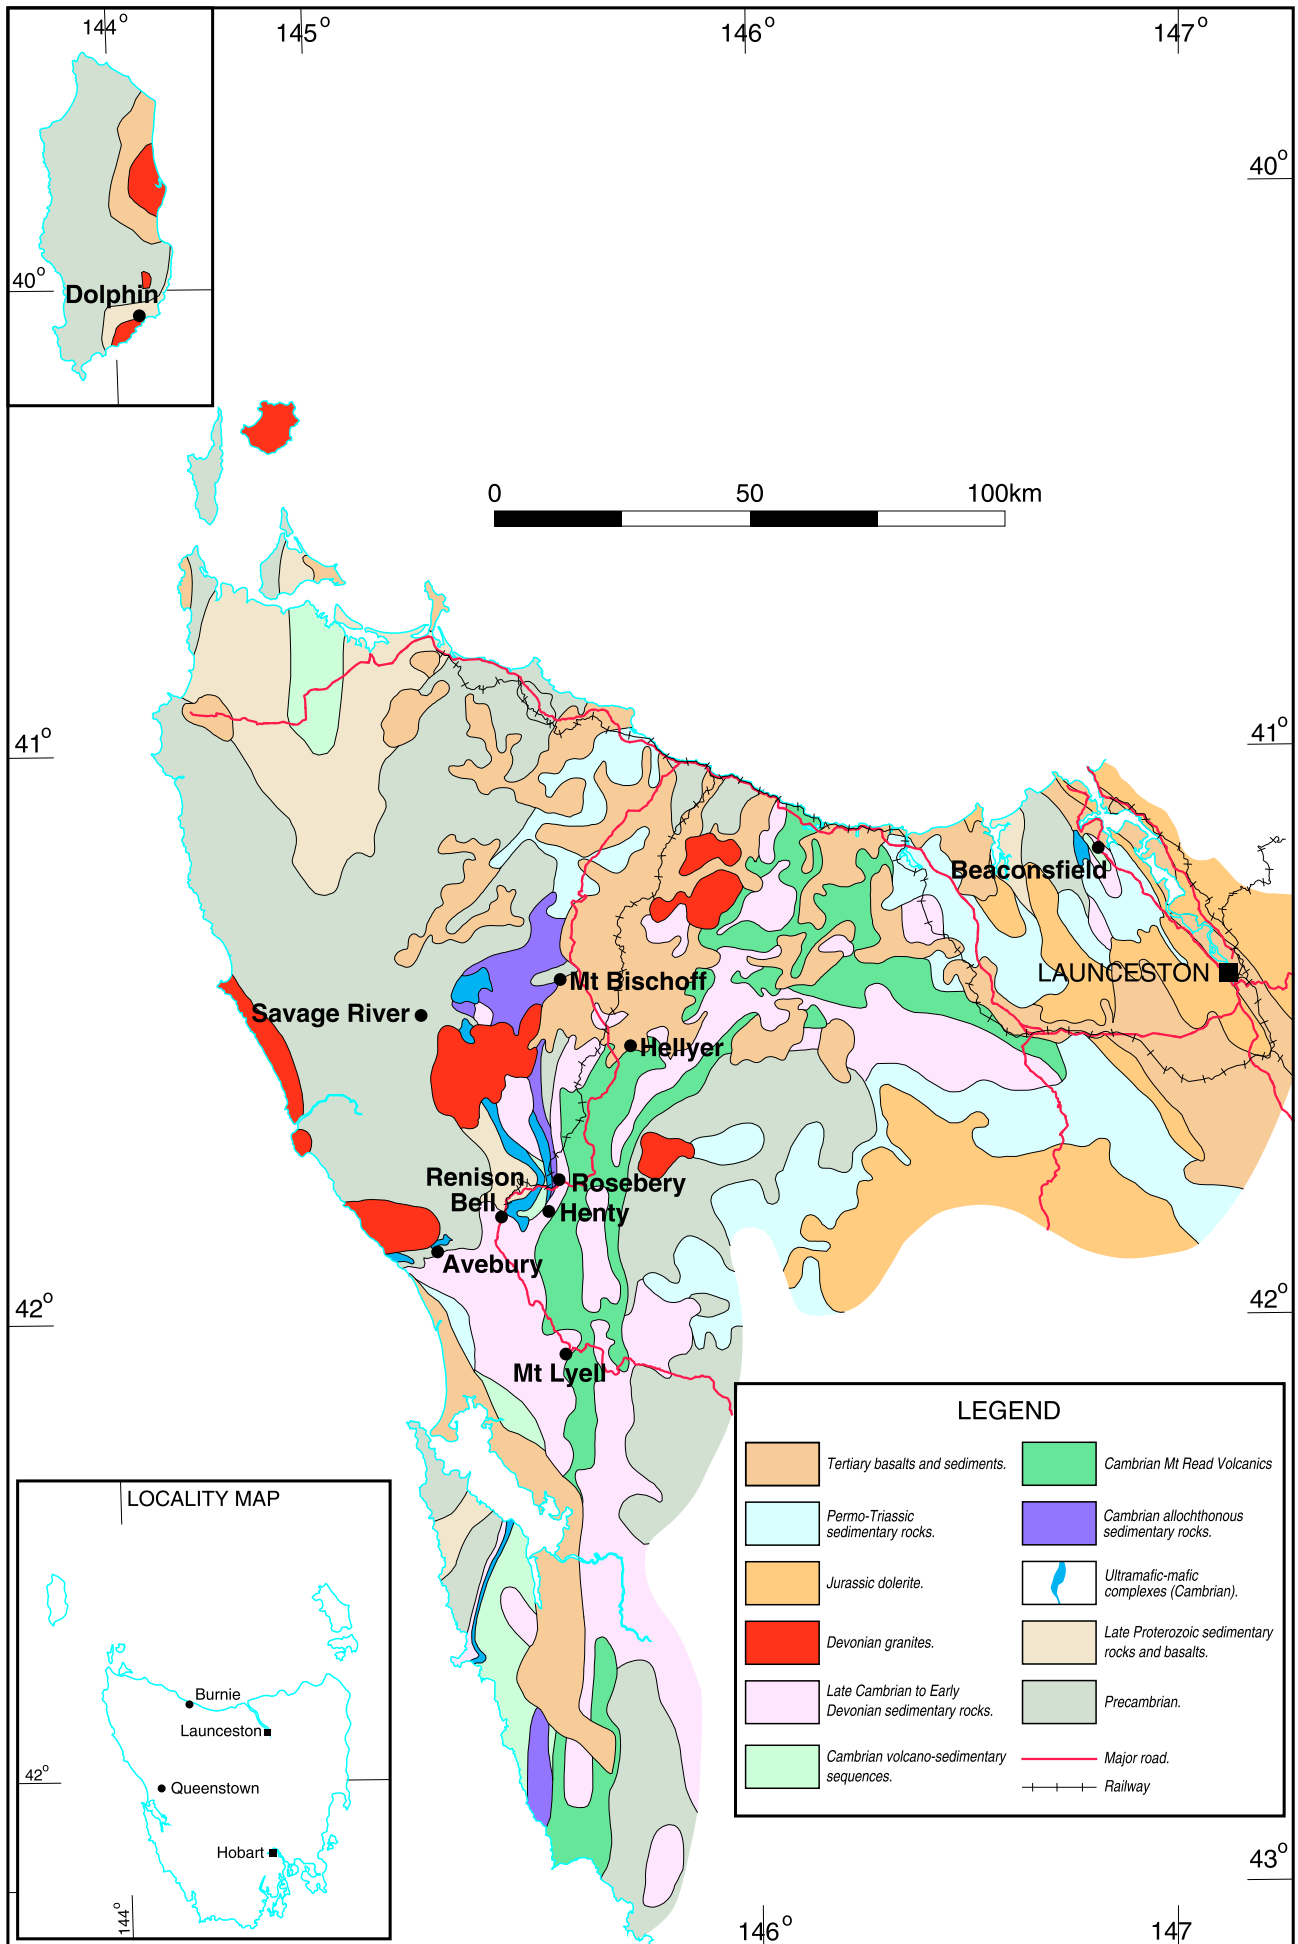 144°
145°
146°
147°
40°
40°
Dolphin
0 50 100km
41°
41°
Beaconsfield
LAUNCESTON
Mt Bischoff
Savage River
Hellyer
Renison
Bell
Rosebery
Henty
Avebury
42°
42°
Mt Lyell
LEGEND
Tertiary basalts and sediments.
Permo-Triassic
sedimentary rocks.
Jurassic dolerite.
Devonian granites.
Late Cambrian to Early
Devonian sedimentary rocks.
Cambrian volcano-sedimentary
sequences.
Cambrian Mt Read Volcanics
Cambrian allochthonous
sedimentary rocks.
Ultramafic-mafic
complexes (Cambrian).
Late Proterozoic sedimentary
rocks and basalts.
Precambrian.
Major road.
Railway
LOCALITY MAP
Burnie
Launceston
42°
Queenstown
Hobart
144°
43°
146°
147